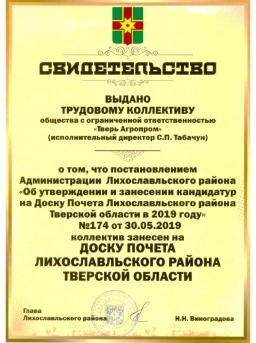 СВИДЕТЕЛЬСТВО
ВЫДАНО
ТРУДОВОМУ КОЛЛЕКТИВУ
общества с ограниченной ответственностью
«Тверь Агропром»
(исполнительный директор С.П. Табачун)
о том, что постановлением
Администрации Лихославльского района
«Об утверждении и занесении кандидатур
на Доску Почета Лихославльского района
Тверской области в 2019 году»
№174 от 30.05.2019
коллектив занесен на
ДОСКУ ПОЧЕТА
ЛИХОСЛАВЛЬСКОГО РАЙОНА
ТВЕРСКОЙ ОБЛАСТИ
Глава
Лихославльского района
Н.Н. Виноградова